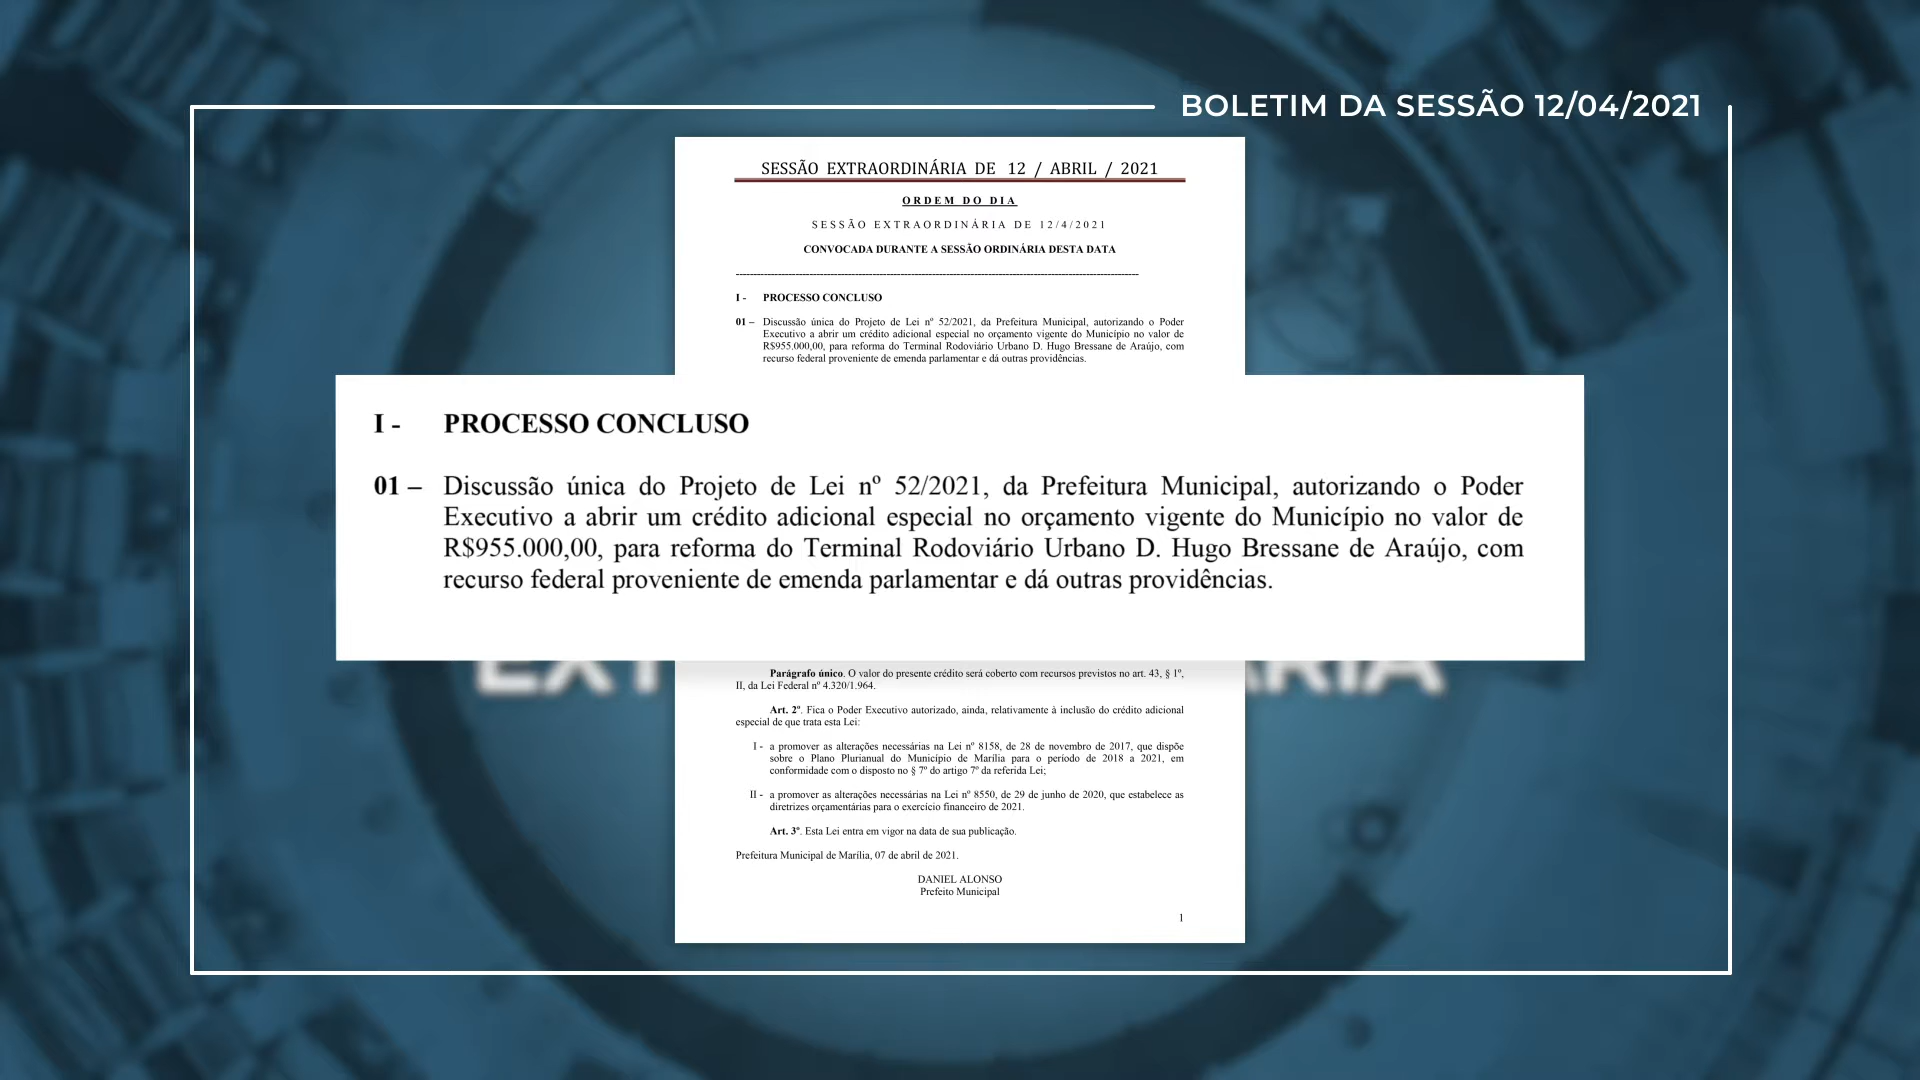 BOLETIM DA SESSÃO 12/04/2021
SESSÃO EXTRAORDINÁRIA DE 12 / ABRIL / 2021
ORDEM DO DIA
SESSÃO EXTRAORDINÁRIA DE 12/4/2021
CONVOCADA DURANTE A SESSÃO ORDINÁRIA DESTA DATA
I - PROCESSO CONCLUSO
01 – Discussão única do Projeto de Lei nº 52/2021, da Prefeitura Municipal, autorizando o Poder
Executivo a abrir um crédito adicional especial no orçamento vigente do Município no valor de
R$955.000,00, para reforma do Terminal Rodoviário Urbano D. Hugo Bressane de Araújo, com
recurso federal proveniente de emenda parlamentar e dá outras providências.
I - PROCESSO CONCLUSO
01 – Discussão única do Projeto de Lei nº 52/2021, da Prefeitura Municipal, autorizando o Poder
Executivo a abrir um crédito adicional especial no orçamento vigente do Município no valor de
R$955.000,00, para reforma do Terminal Rodoviário Urbano D. Hugo Bressane de Araújo, com
recurso federal proveniente de emenda parlamentar e dá outras providências.
Parágrafo único. O valor do presente crédito será coberto com recursos previstos no art. 43, § 1º,
II, da Lei Federal nº 4.320/1.964.
Art. 2º. Fica o Poder Executivo autorizado, ainda, relativamente à inclusão do crédito adicional
especial de que trata esta Lei:
I - a promover as alterações necessárias na Lei nº 8158, de 28 de novembro de 2017, que dispõe
sobre o Plano Plurianual do Município de Marília para o período de 2018 a 2021, em
conformidade com o disposto no § 7º do artigo 7º da referida Lei;
II - a promover as alterações necessárias na Lei nº 8550, de 29 de junho de 2020, que estabelece as
diretrizes orçamentárias para o exercício financeiro de 2021.
Art. 3º. Esta Lei entra em vigor na data de sua publicação.
Prefeitura Municipal de Marília, 07 de abril de 2021.
DANIEL ALONSO
Prefeito Municipal
1